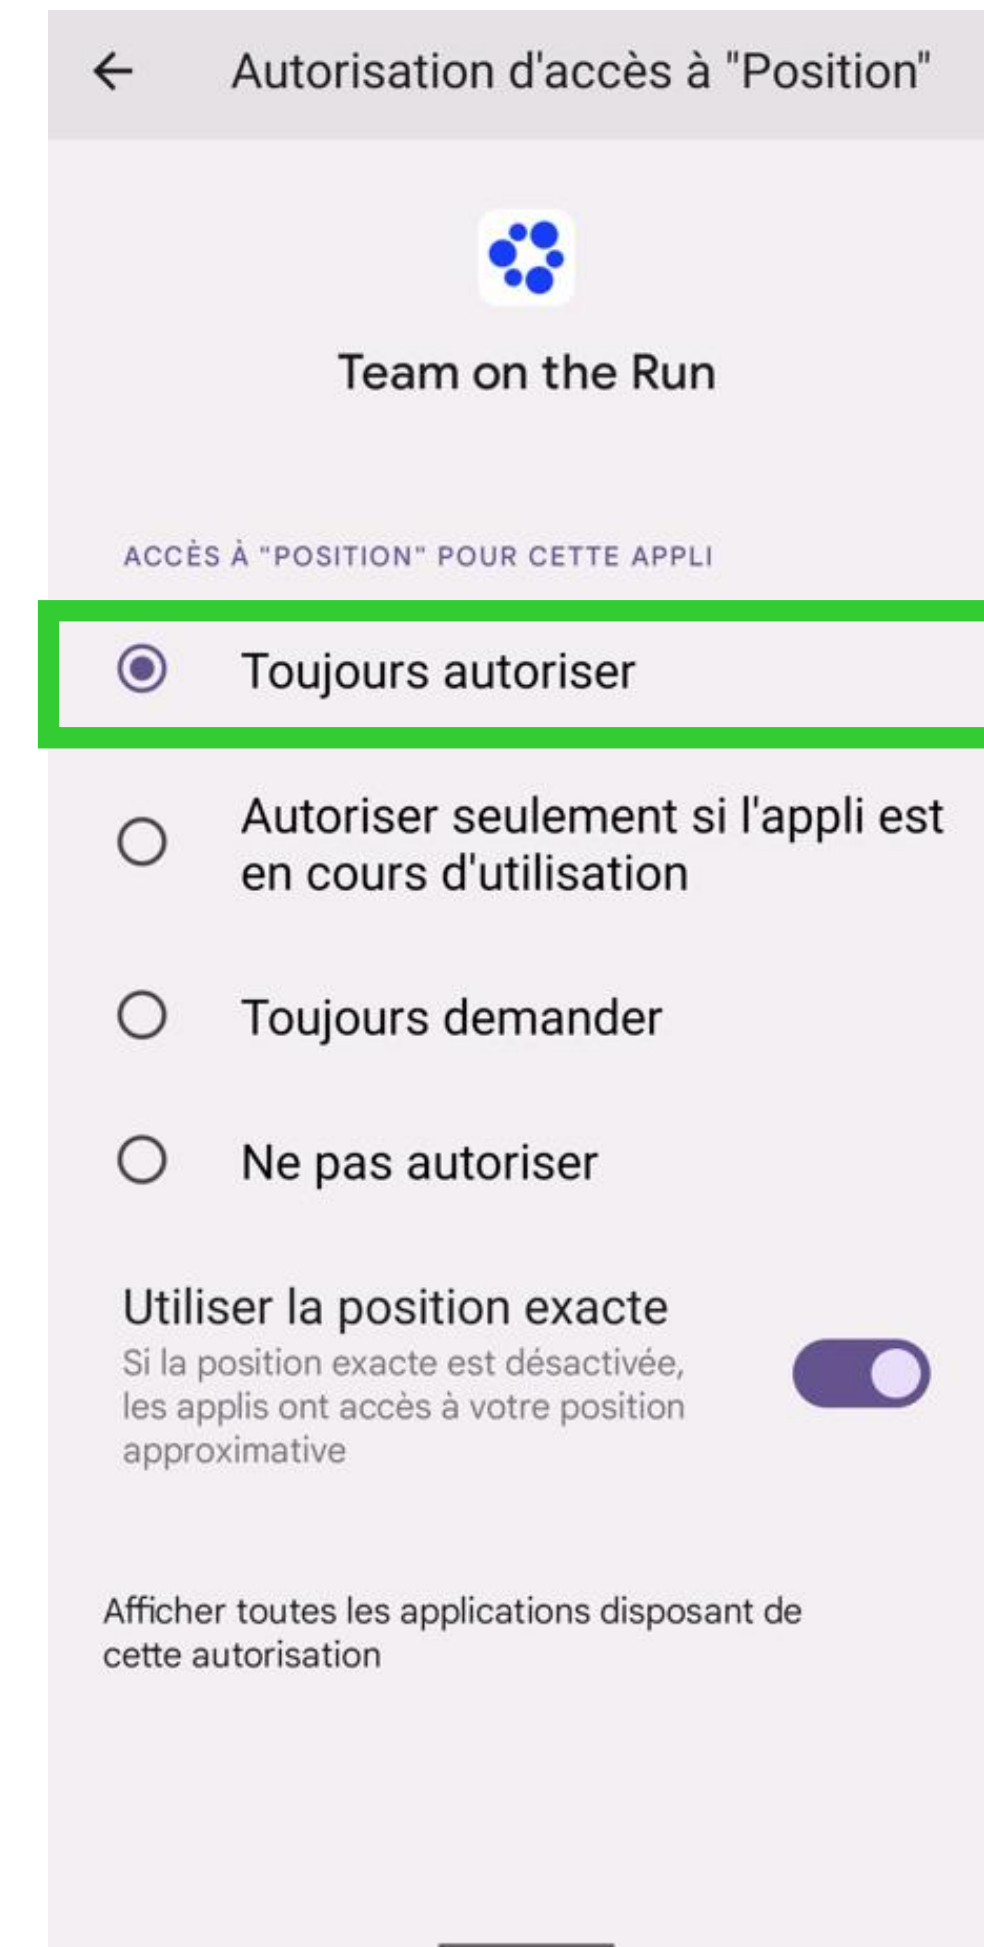 Autorisation d'accès à "Position"
Team on the Run
ACCÈS À "POSITION" POUR CETTE APPLI
Toujours autoriser
Autoriser seulement si l'appli est
en cours d'utilisation
Toujours demander
Ne pas autoriser
Utiliser la position exacte
Si la position exacte est désactivée,
les applis ont accès à votre position
approximative
Afficher toutes les applications disposant de
cette autorisation